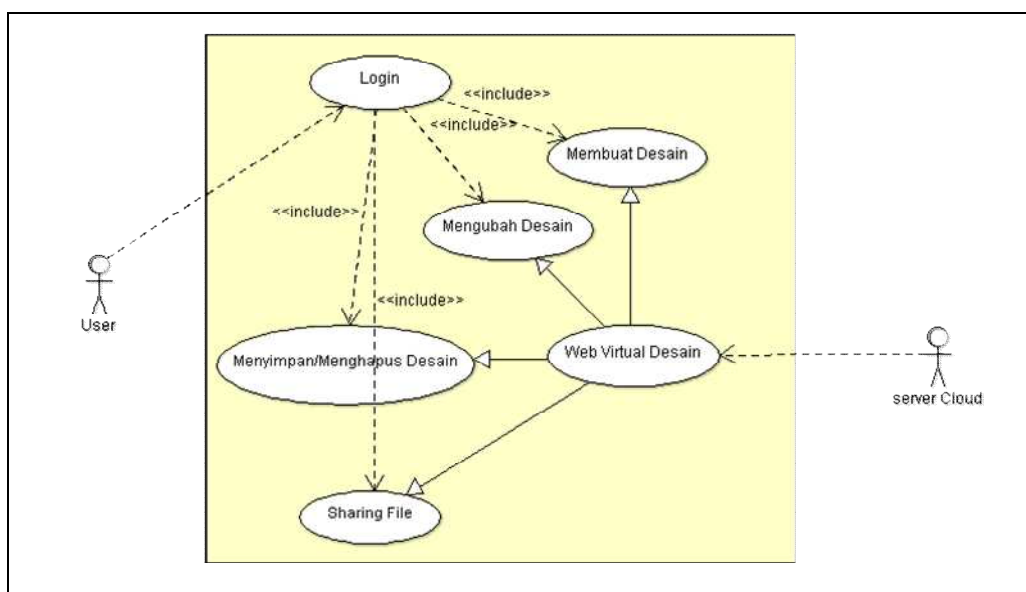 Login
<<include>>
<<include>>
Membuat Desain
<<include>>
Mengubah Desain
<<include>>
User
Menyimpan/Menghapus Desain
Web Virtual Desain
server Cloud
Sharing File